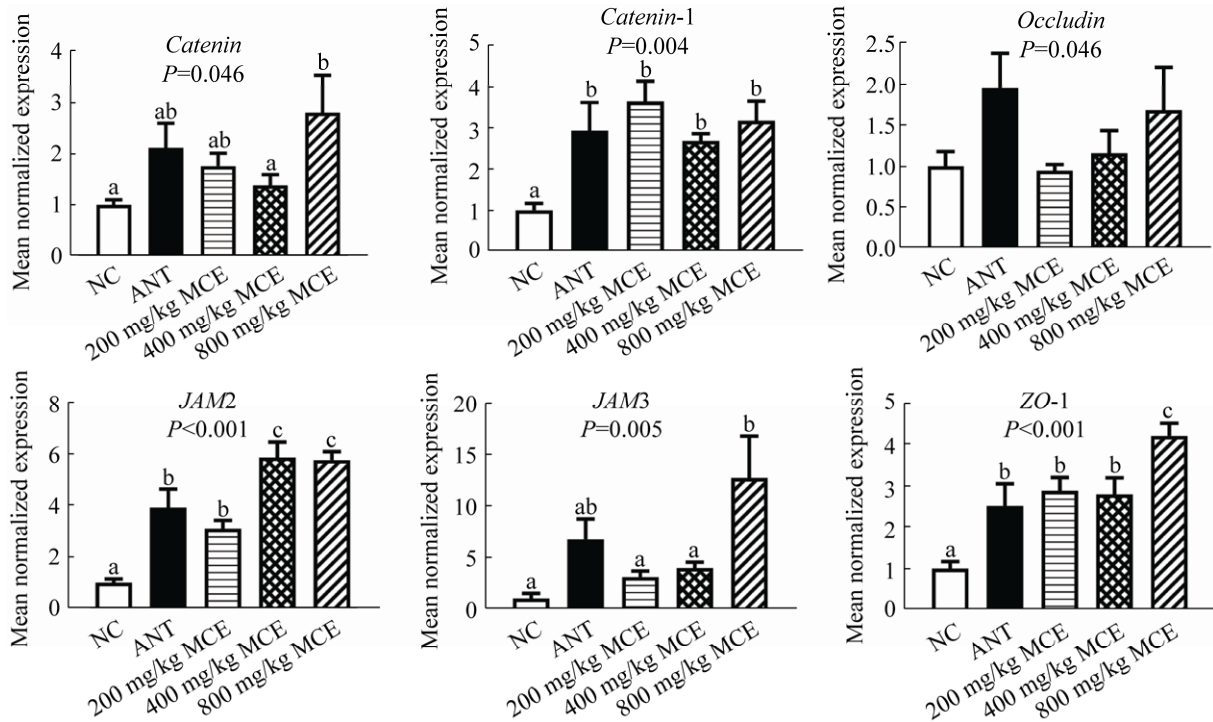 Catenin
P=0.046
Mean normalized expression
4
3
2
1
0
a
ab
ab
a
b
NC
ANT
200 mg/kg MCE
400 mg/kg MCE
800 mg/kg MCE
Catenin-1
P=0.004
Mean normalized expression
5
4
3
2
1
0
a
b
b
b
b
NC
ANT
200 mg/kg MCE
400 mg/kg MCE
800 mg/kg MCE
Occludin
P=0.046
Mean normalized expression
2.5
2.0
1.5
1.0
0.5
0.0
NC
ANT
200 mg/kg MCE
400 mg/kg MCE
800 mg/kg MCE
JAM2
P<0.001
Mean normalized expression
8
6
4
2
0
a
b
b
c
c
NC
ANT
200 mg/kg MCE
400 mg/kg MCE
800 mg/kg MCE
JAM3
P=0.005
Mean normalized expression
20
15
10
5
0
a
ab
a
a
b
NC
ANT
200 mg/kg MCE
400 mg/kg MCE
800 mg/kg MCE
ZO-1
P<0.001
Mean normalized expression
5
4
3
2
1
0
a
b
b
b
c
NC
ANT
200 mg/kg MCE
400 mg/kg MCE
800 mg/kg MCE